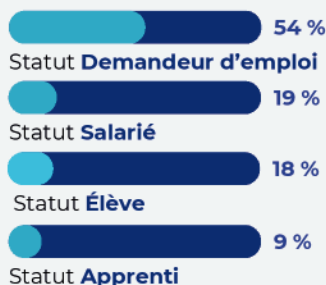 54 %
Statut Demandeur d'emploi
19 %
Statut Salarié
18 %
Statut Élève
9 %
Statut Apprenti